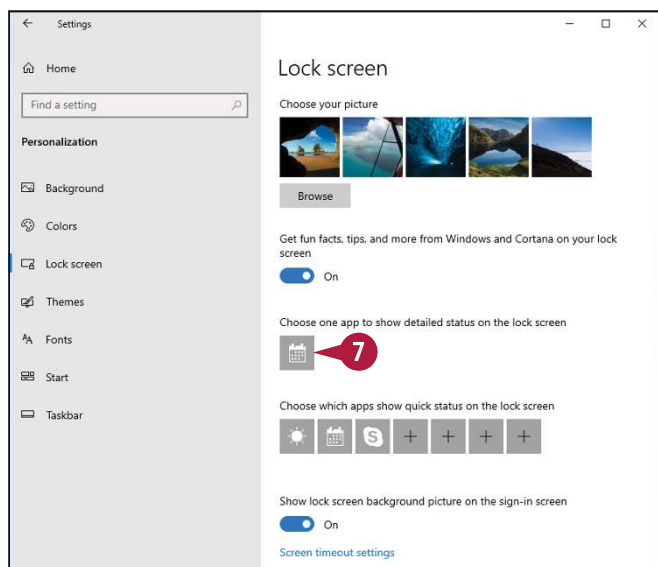 Settings
Home
Find a setting
Personalization
Background
Colors
Lock screen
Themes
Fonts
Start
Taskbar
Lock screen
Choose your picture
Browse
Get fun facts, tips, and more from Windows and Cortana on your lock
screen
On
Choose one app to show detailed status on the lock screen
7
Choose which apps show quick status on the lock screen
Show lock screen background picture on the sign-in screen
On
Screen timeout settings